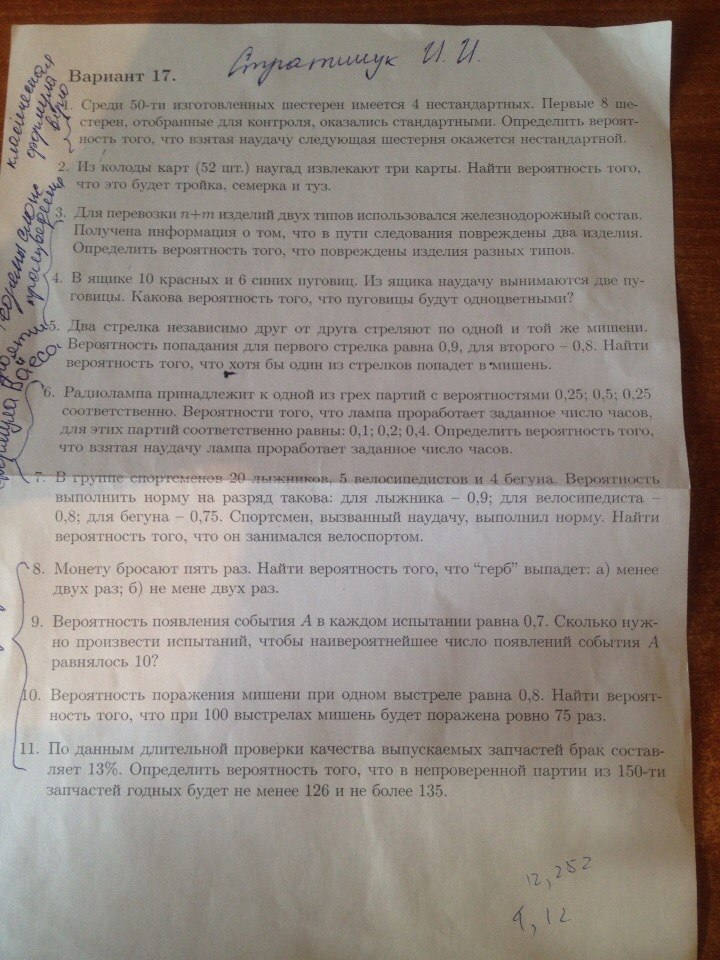 Стратишук И. И.
Вариант 17.
классическая
формула
1. Среди 50-ти изготовленных шестерен имеется 4 нестандартных. Первые 8 ше-
стерен, отобранные для контроля, оказались стандартными. Определить вероят-
ность того, что взятая наудачу следующая шестерня окажется нестандартной.
2. Из колоды карт (52 шт.) наугад извлекают три карты. Найти вероятность того,
что это будет тройка, семерка и туз.
3. Для перевозки n+m изделий двух типов использовался железнодорожный состав.
Получена информация о том, что в пути следования повреждены два изделия.
Определить вероятность того, что повреждены изделия разных типов.
4. В ящике 10 красных и 6 синих пуговиц. Из ящика наудачу вынимаются две пу-
говицы. Какова вероятность того, что пуговицы будут одноцветными?
5. Два стрелка независимо друг от друга стреляют по одной и той же мишени.
Вероятность попадания для первого стрелка равна 0,9, для второго – 0,8. Найти
вероятность того, что хотя бы один из стрелков попадет в мишень.
формула Байеса
6. Радиолампа принадлежит к одной из трех партий с вероятностями 0,25; 0,5; 0,25
соответственно. Вероятности того, что лампа проработает заданное число часов,
для этих партий соответственно равны: 0,1; 0,2; 0,4. Определить вероятность того,
что взятая наудачу лампа проработает заданное число часов.
7. В группе спортсменов 20 лыжников, 5 велосипедистов и 4 бегуна. Вероятность
выполнить норму на разряд такова: для лыжника – 0,9; для велосипедиста –
0,8; для бегуна – 0,75. Спортсмен, вызванный наудачу, выполнил норму. Найти
вероятность того, что он занимался велоспортом.
8. Монету бросают пять раз. Найти вероятность того, что “герб” выпадет: а) менее
двух раз; б) не мене двух раз.
9. Вероятность появления события A в каждом испытании равна 0,7. Сколько нуж-
но произвести испытаний, чтобы наивероятнейшее число появлений события A
равнялось 10?
10. Вероятность поражения мишени при одном выстреле равна 0,8. Найти вероят-
ность того, что при 100 выстрелах мишень будет поражена ровно 75 раз.
11. По данным длительной проверки качества выпускаемых запчастей брак состав-
ляет 13%. Определить вероятность того, что в непроверенной партии из 150-ти
запчастей годных будет не менее 126 и не более 135.
12,252
4,12